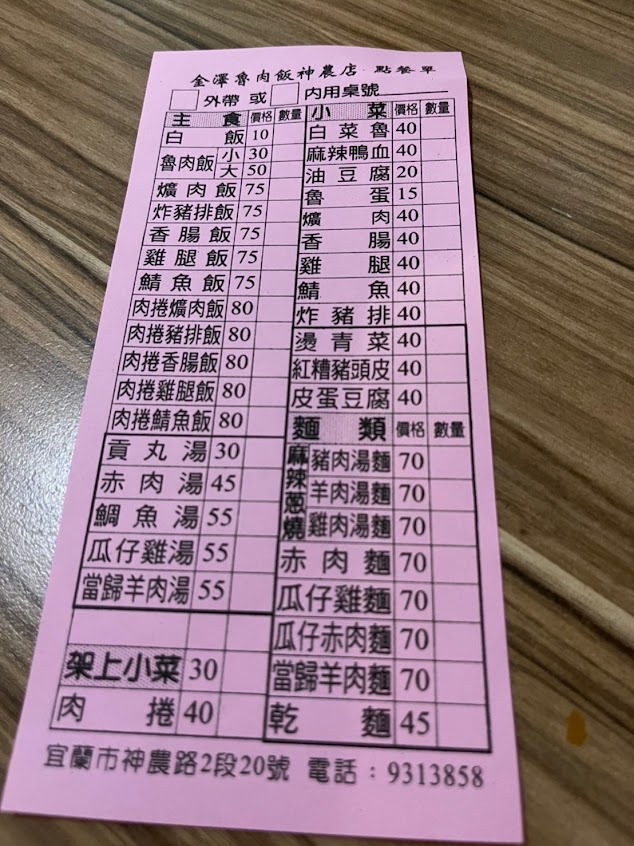 金澤魯肉飯神農店 點餐單
外帶 或 內用桌號
主食 價格 數量
白飯 10
魯肉飯 小 30
大 50
爌肉飯 75
炸豬排飯 75
香腸飯 75
雞腿飯 75
鯖魚飯 75
肉捲爌肉飯 80
肉捲豬排飯 80
肉捲香腸飯 80
肉捲雞腿飯 80
肉捲鯖魚飯 80
貢丸湯 30
赤肉湯 45
鯛魚湯 55
瓜仔雞湯 55
當歸羊肉湯 55
架上小菜 30
肉捲 40
小菜 價格 數量
白菜魯 40
麻辣鴨血 40
油豆腐 20
魯蛋 15
爌肉 40
香腸 40
雞腿 40
鯖魚 40
炸豬排 40
燙青菜 40
紅糟豬頭皮 40
皮蛋豆腐 40
麵類 價格 數量
麻辣蔥燒
豬肉湯麵 70
羊肉湯麵 70
雞肉湯麵 70
赤肉麵 70
瓜仔雞麵 70
瓜仔赤肉麵 70
當歸羊肉麵 70
乾麵 45
宜蘭市神農路2段20號 電話：9313858